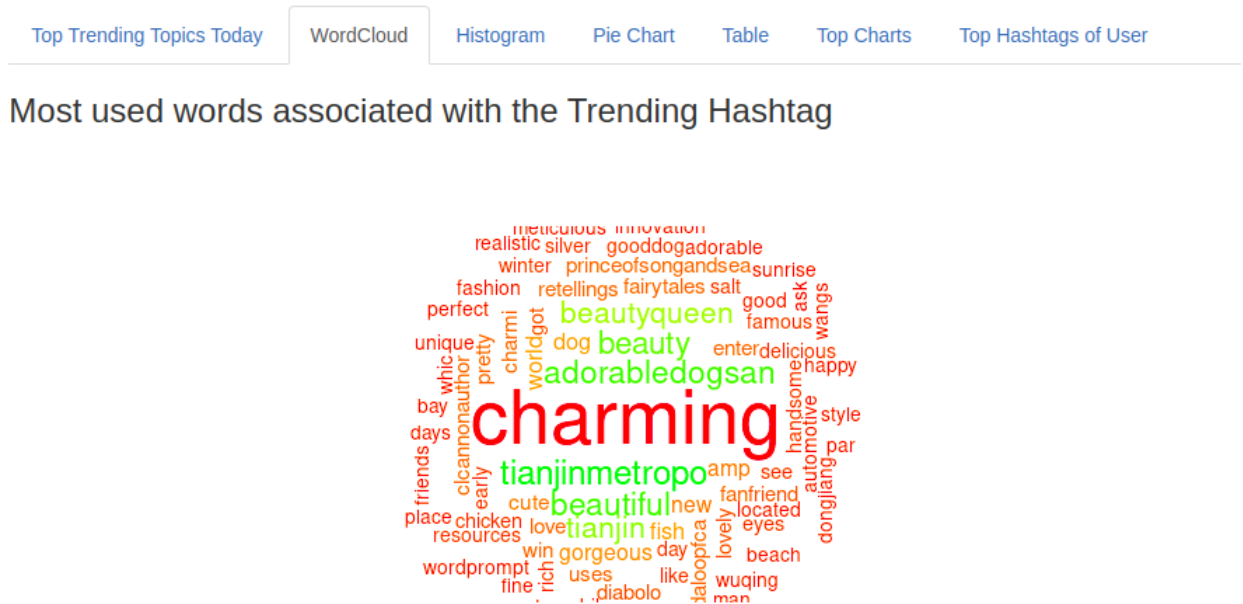 Top Trending Topics Today WordCloud Histogram Pie Chart Table Top Charts Top Hashtags of User
Most used words associated with the Trending Hashtag
meticulous innovation
realistic silver gooddogadorable
winter princeofsongandsea sunrise
fashion retellings fairytales salt
perfect charmi got beautyqueen good ask wangs
famous
unique pretty world dog beauty enter delicious
whic clcannonauthor adorabledogsan handsome happy
bay charming automotive style
days par
friends early tianjinmetropo amp see dongjiang
cute beautiful new fanfriend located
place chicken love tianjin fish lovely eyes
resources
win gorgeous day daloopfca beach
wordprompt rich uses like wuqing
fine diabolo man